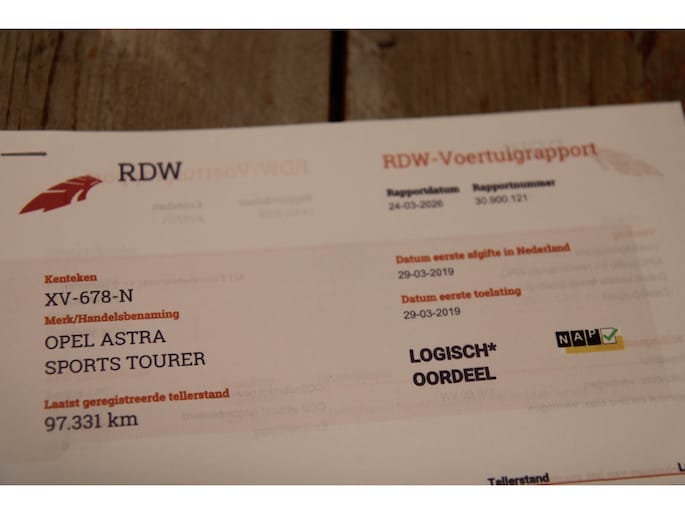 RDW
RDW-Voertuigrapport
Rapportdatum Rapportnummer
24-03-2026 30.900.121
Kenteken
XV-678-N
Merk/Handelsbenaming
OPEL ASTRA
SPORTS TOURER
Laatst geregistreerde tellerstand
97.331 km
Datum eerste afgifte in Nederland
29-03-2019
Datum eerste toelating
29-03-2019
LOGISCH*
OORDEEL
NAP
Tellerstand